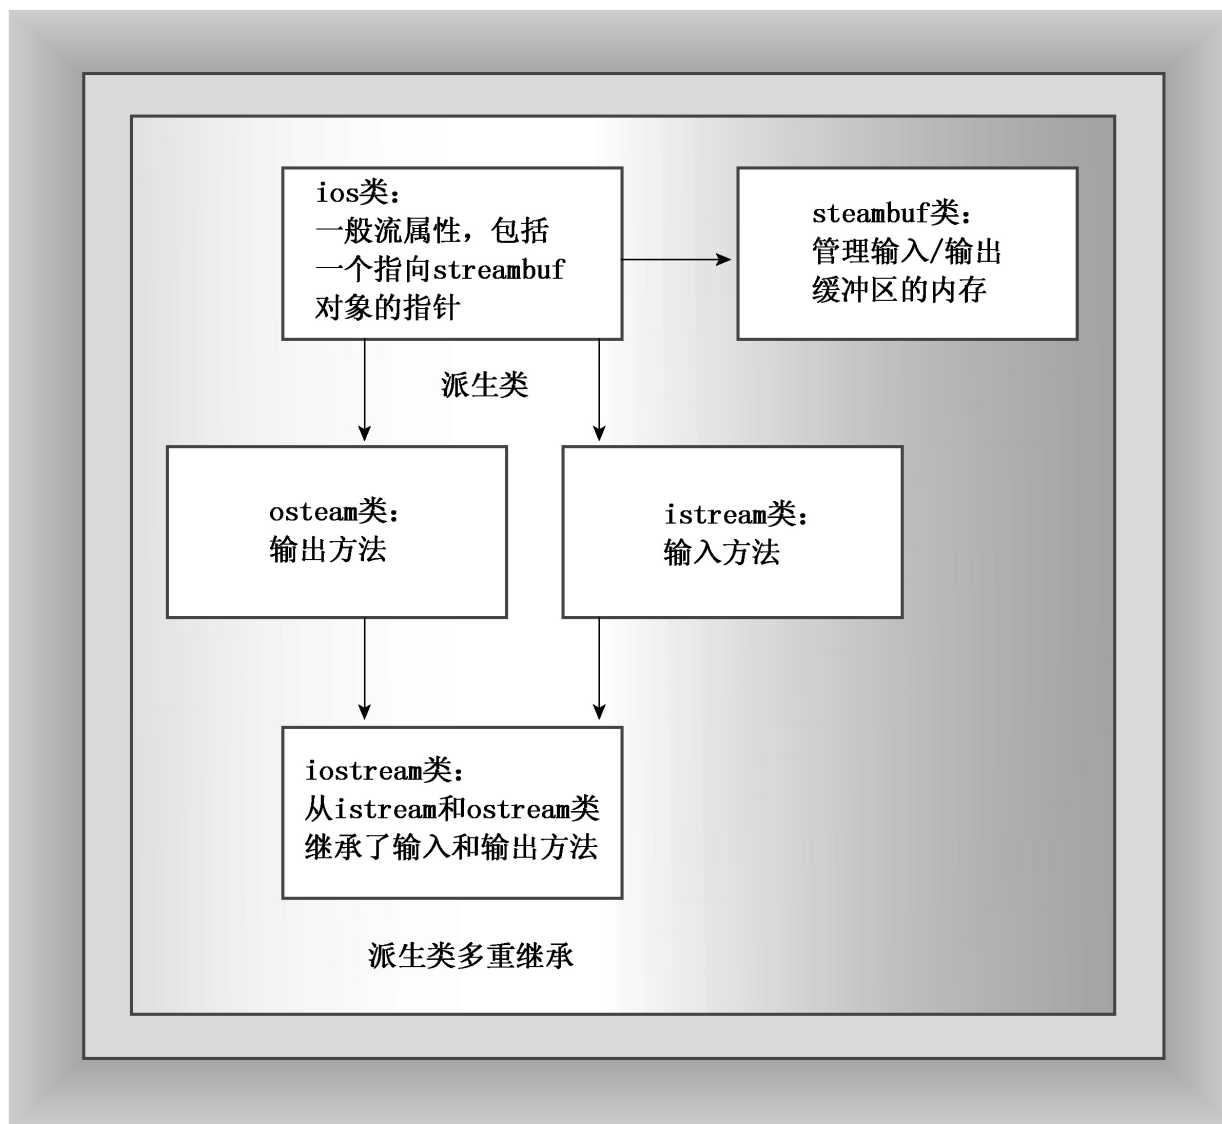 ios类：
一般流属性，包括
一个指向streambuf
对象的指针
steambuf类：
管理输入/输出
缓冲区的内存
派生类
osteam类：
输出方法
istream类：
输入方法
iostream类：
从istream和ostream类
继承了输入和输出方法
派生类多重继承